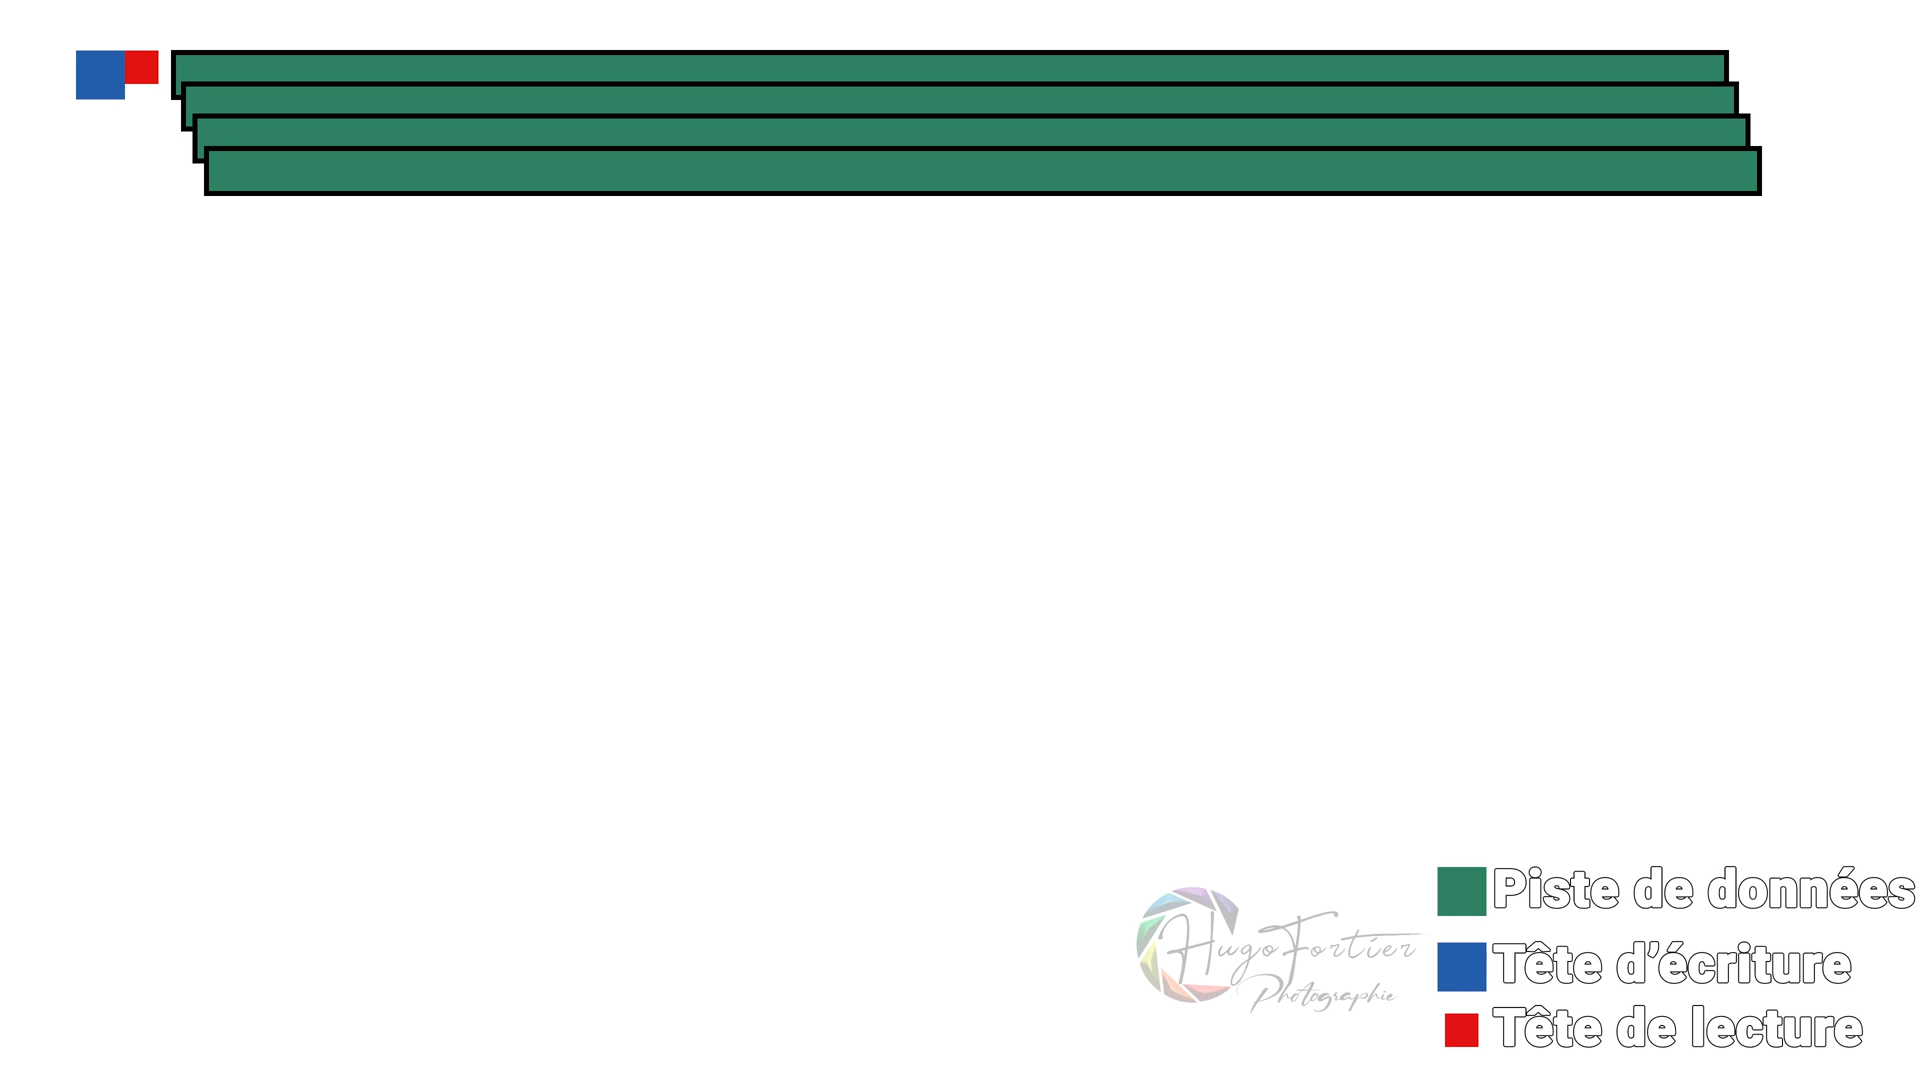 Piste de données
Hugo Fortier
Tête d'écriture
Photographie
Tête de lecture